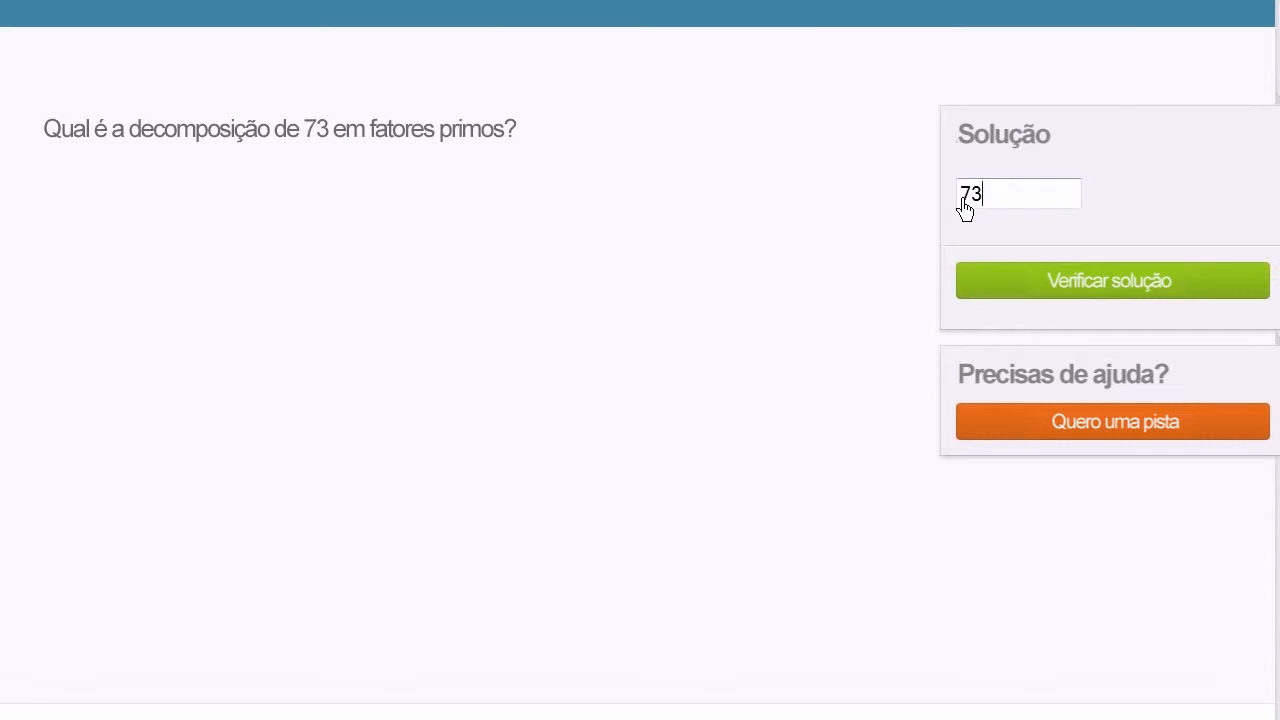 Qual é a decomposição de 73 em fatores primos?
Solução
73
Verificar solução
Precisas de ajuda?
Quero uma pista